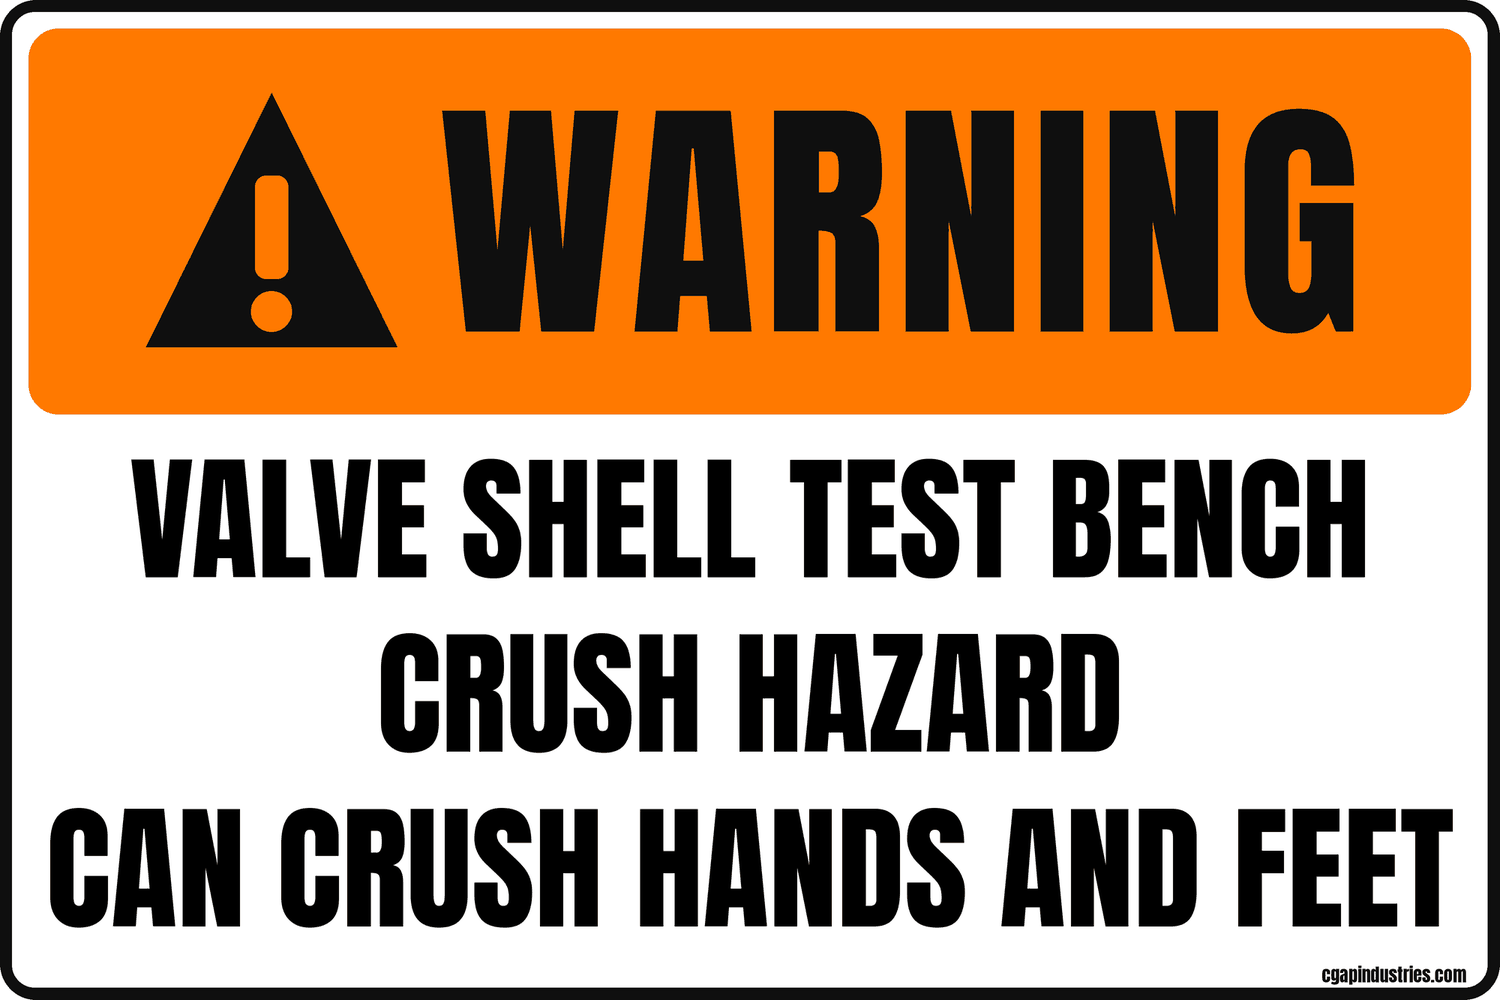 WARNING
VALVE SHELL TEST BENCH
CRUSH HAZARD
CAN CRUSH HANDS AND FEET
cgapindustries.com